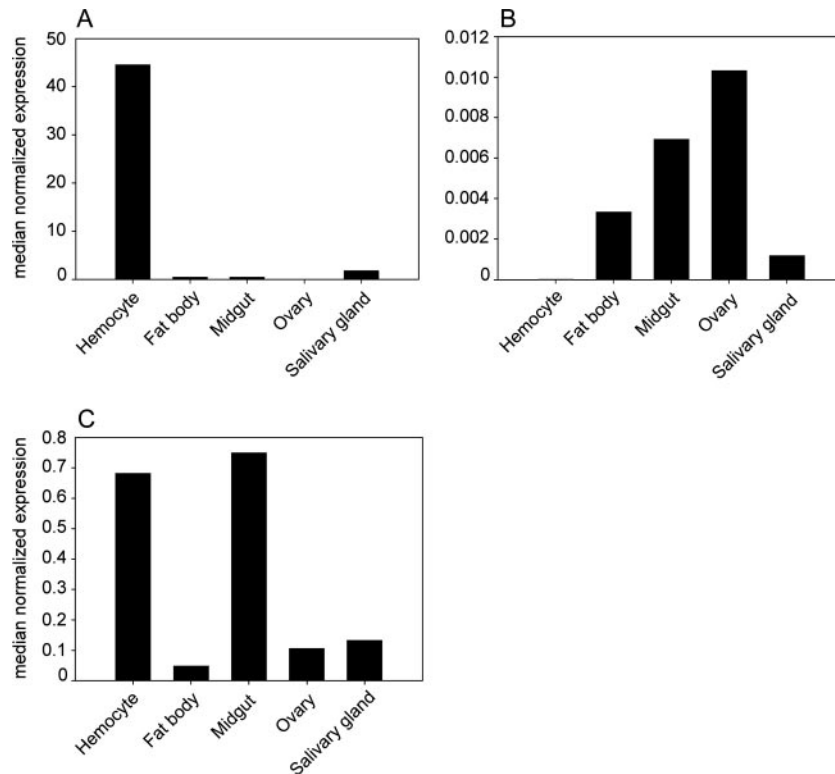 A
median normalized expression
50
40
30
20
10
0
Hemocyte
Fat body
Midgut
Ovary
Salivary gland
B
0.012
0.010
0.008
0.006
0.004
0.002
0
Hemocyte
Fat body
Midgut
Ovary
Salivary gland
C
median normalized expression
0.8
0.7
0.6
0.5
0.4
0.3
0.2
0.1
0
Hemocyte
Fat body
Midgut
Ovary
Salivary gland